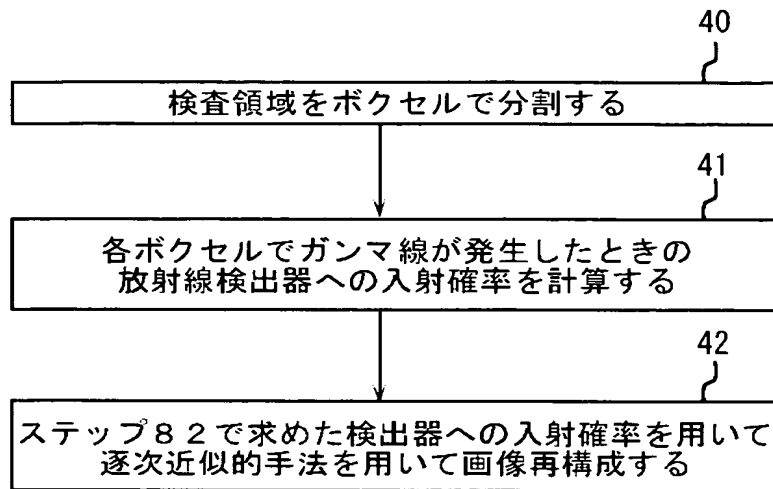 40
検査領域をボクセルで分割する
41
各ボクセルでガンマ線が発生したときの
放射線検出器への入射確率を計算する
42
ステップ82で求めた検出器への入射確率を用いて
逐次近似的手法を用いて画像再構成する